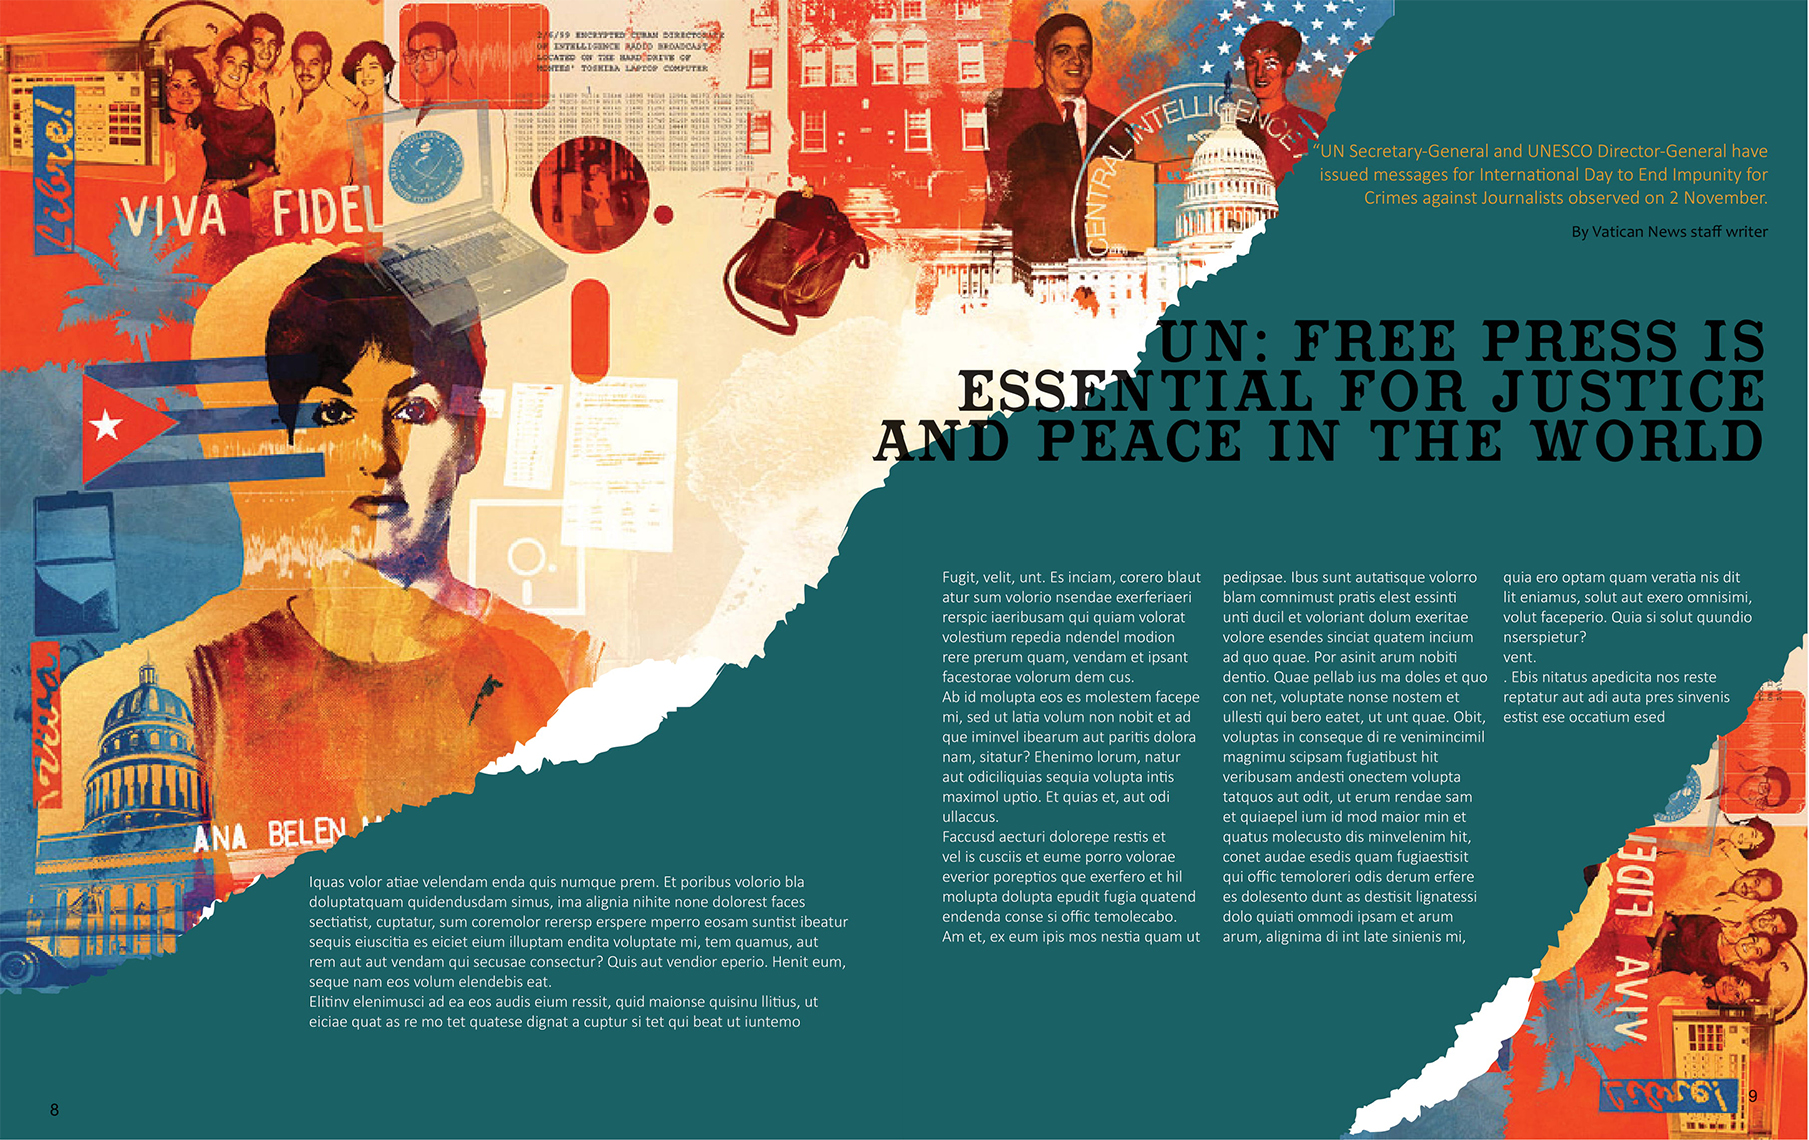 2/6/99 ENCRYPTED CUBAN DIRECTORATE
OF INTELLIGENCE RADIO BROADCAST
LOCATED ON THE HARD DRIVE OF
MONTES' TOSHIBA LAPTOP COMPUTER
Libre!
VIVA FIDEL
CENTRAL INTELLIGENCE
viva
ANA BELEN
"UN Secretary-General and UNESCO Director-General have
issued messages for International Day to End Impunity for
Crimes against Journalists observed on 2 November.
By Vatican News staff writer
UN: FREE PRESS IS
ESSENTIAL FOR JUSTICE
AND PEACE IN THE WORLD
Iquas volor atiae velendam enda quis numque prem. Et poribus volorio bla
doluptatquam quidendusdam simus, ima alignia nihite none dolorest faces
sectiatist, cuptatur, sum coremolor rerersp erspere mperro eosam suntist ibeatur
sequis eiuscitia es eiciet eium illuptam endita voluptate mi, tem quamus, aut
rem aut aut vendam qui secusae consectur? Quis aut vendior eperio. Henit eum,
seque nam eos volum elendebis eat.
Elitinv elenimusci ad ea eos audis eium ressit, quid maionse quisinu llitius, ut
eiciae quat as re mo tet quatese dignat a cuptur si tet qui beat ut iuntemo
Fugit, velit, unt. Es inciam, corero blaut
atur sum volorio nsendae exerferiaeri
rerspic iaeribusam qui quiam volorat
volestium repedia ndendel modion
rere prerum quam, vendam et ipsant
facestorae volorum dem cus.
Ab id molupta eos es molestem facepe
mi, sed ut latia volum non nobit et ad
que iminvel ibearum aut paritis dolora
nam, sitatur? Ehenimo lorum, natur
aut odiciliquias sequia volupta intis
maximol uptio. Et quias et, aut odi
ullaccus.
Faccusd aecturi dolorepe restis et
vel is cusciis et eume porro volorae
everior poreptios que exerfero et hil
molupta dolupta epudit fugia quatend
endenda conse si offic temolecabo.
Am et, ex eum ipis mos nestia quam ut
pedipsae. Ibus sunt autatisque volorro
blam comnimust pratis elest essinti
unti ducil et voloriant dolum exeritae
volore esendes sinciat quatem incium
ad quo quae. Por asinit arum nobiti
dentio. Quae pellab ius ma doles et quo
con net, voluptate nonse nostem et
ullesti qui bero eatet, ut unt quae. Obit,
voluptas in conseque di re venimincimil
magnimu scipsam fugiatibust hit
veribusam andesti onectem volupta
tatquos aut odit, ut erum rendae sam
et quiaepel ium id mod maior min et
quatus molecusto dis minvelenim hit,
conet audae esedis quam fugiaestisit
qui offic temoloreri odis derum erfere
es dolesento dunt as destisit lignatessi
dolo quiati ommodi ipsam et arum
arum, alignima di int late sinienis mi,
quia ero optam quam veratia nis dit
lit eniamus, solut aut exero omnisimi,
volut faceperio. Quia si solut quundio
nserspietur?
vent.
. Ebis nitatus apedicita nos reste
reptatur aut adi auta pres sinvenis
estist ese occatium esed
VIVA FIDEL
Libre!
8
9